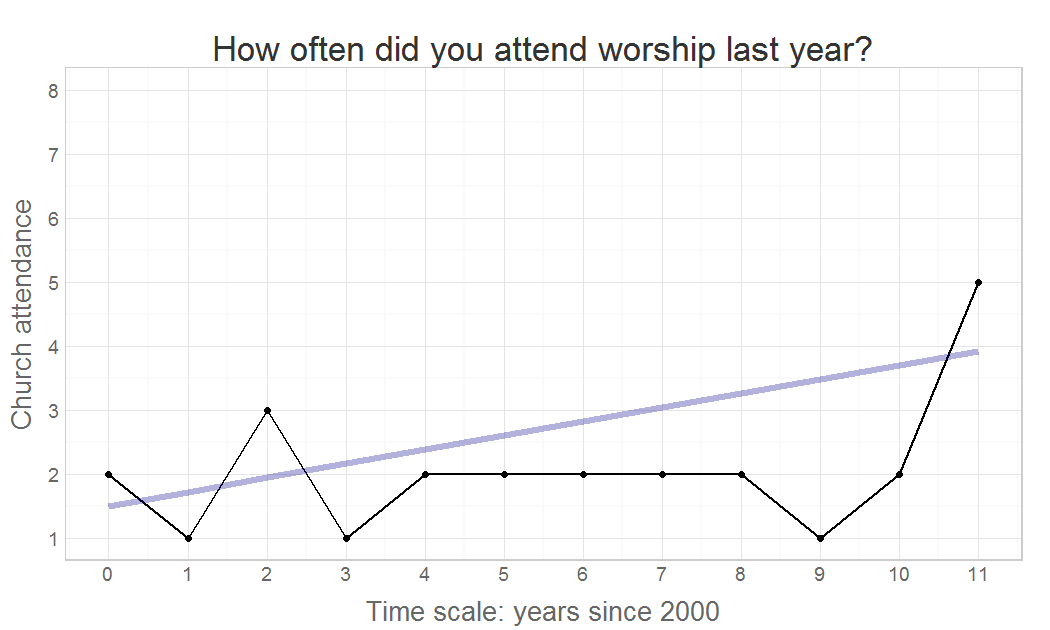 How often did you attend worship last year?
Church attendance
8
7
6
5
4
3
2
1
0 1 2 3 4 5 6 7 8 9 10 11
Time scale: years since 2000